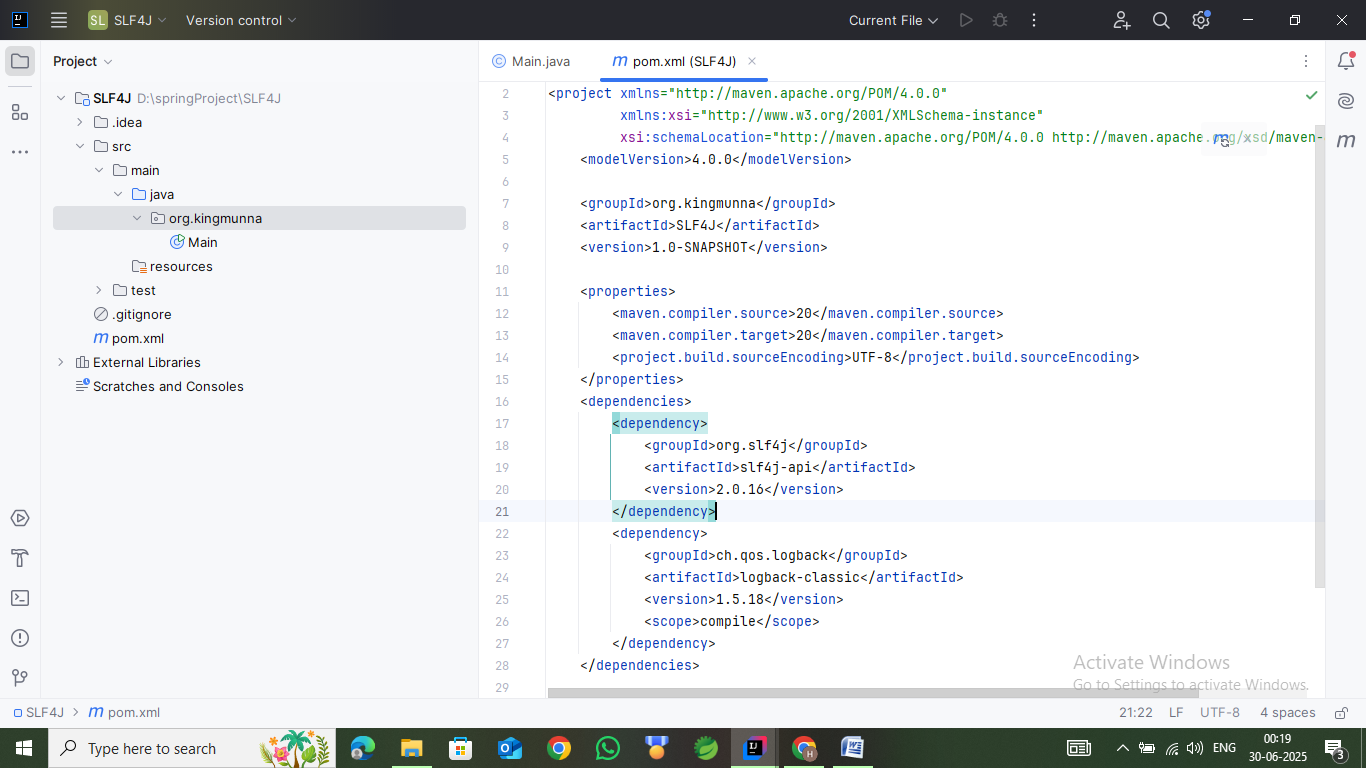 SL SLF4J Version control Current File
Project
Main.java pom.xml (SLF4J)
SLF4J D:\springProject\SLF4J
.idea
src
main
java
org.kingmunna
Main
resources
test
.gitignore
pom.xml
External Libraries
Scratches and Consoles
2 <project xmlns="http://maven.apache.org/POM/4.0.0"
3 xmlns:xsi="http://www.w3.org/2001/XMLSchema-instance"
4 xsi:schemaLocation="http://maven.apache.org/POM/4.0.0 http://maven.apache.org/xsd/maven-
5 <modelVersion>4.0.0</modelVersion>
6
7 <groupId>org.kingmunna</groupId>
8 <artifactId>SLF4J</artifactId>
9 <version>1.0-SNAPSHOT</version>
10
11 <properties>
12 <maven.compiler.source>20</maven.compiler.source>
13 <maven.compiler.target>20</maven.compiler.target>
14 <project.build.sourceEncoding>UTF-8</project.build.sourceEncoding>
15 </properties>
16 <dependencies>
17 <dependency>
18 <groupId>org.slf4j</groupId>
19 <artifactId>slf4j-api</artifactId>
20 <version>2.0.16</version>
21 </dependency>
22 <dependency>
23 <groupId>ch.qos.logback</groupId>
24 <artifactId>logback-classic</artifactId>
25 <version>1.5.18</version>
26 <scope>compile</scope>
27 </dependency>
28 </dependencies>
29
Activate Windows
Go to Settings to activate Windows.
SLF4J > pom.xml 21:22 LF UTF-8 4 spaces
Type here to search
ENG
00:19
30-06-2025
3